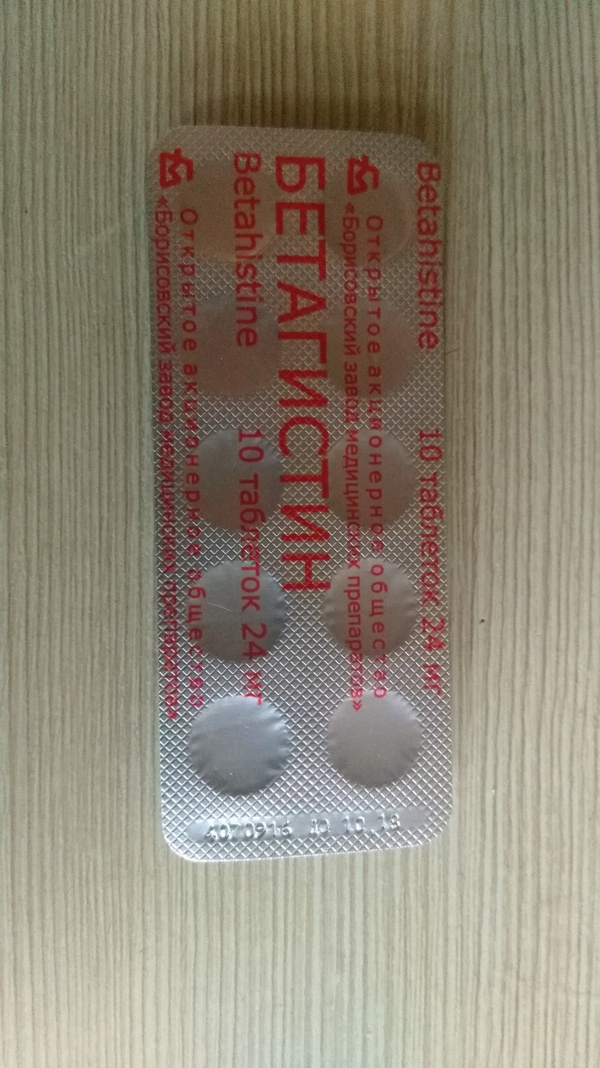 Betahistine 10 таблеток 24 мг
Открытое акционерное общество
«Борисовский завод медицинских препаратов»
БЕТАГИСТИН
Betahistine 10 таблеток 24 мг
Открытое акционерное общество
«Борисовский завод медицинских препаратов»
4070916 До 10.18